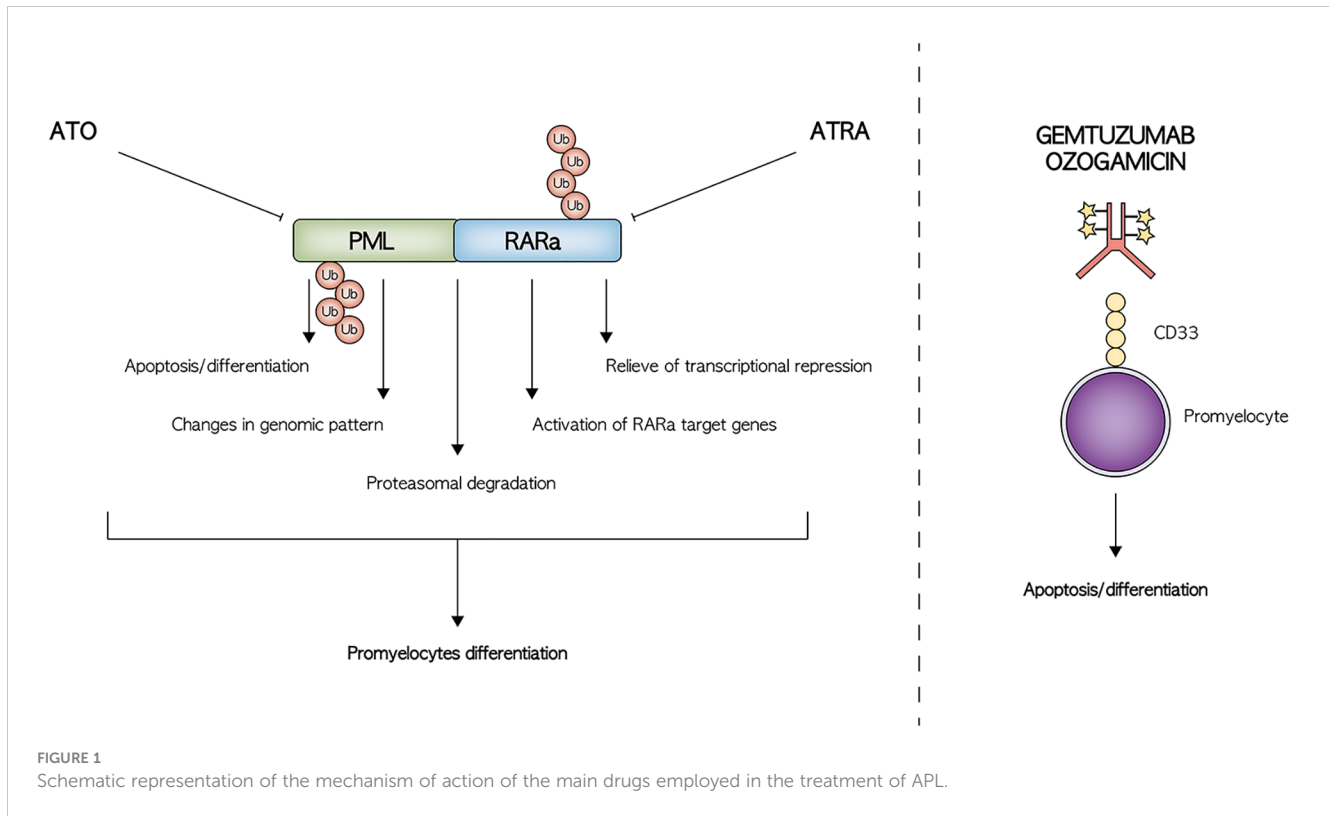 ATO
ATRA
Ub
Ub
Ub
Ub
PML
RARa
Ub
Ub
Ub
Ub
Apoptosis/differentiation
Relieve of transcriptional repression
Changes in genomic pattern
Activation of RARa target genes
Proteasomal degradation
Promyelocytes differentiation
GEMTUZUMAB
OZOGAMICIN
CD33
Promyelocyte
Apoptosis/differentiation
FIGURE 1
Schematic representation of the mechanism of action of the main drugs employed in the treatment of APL.